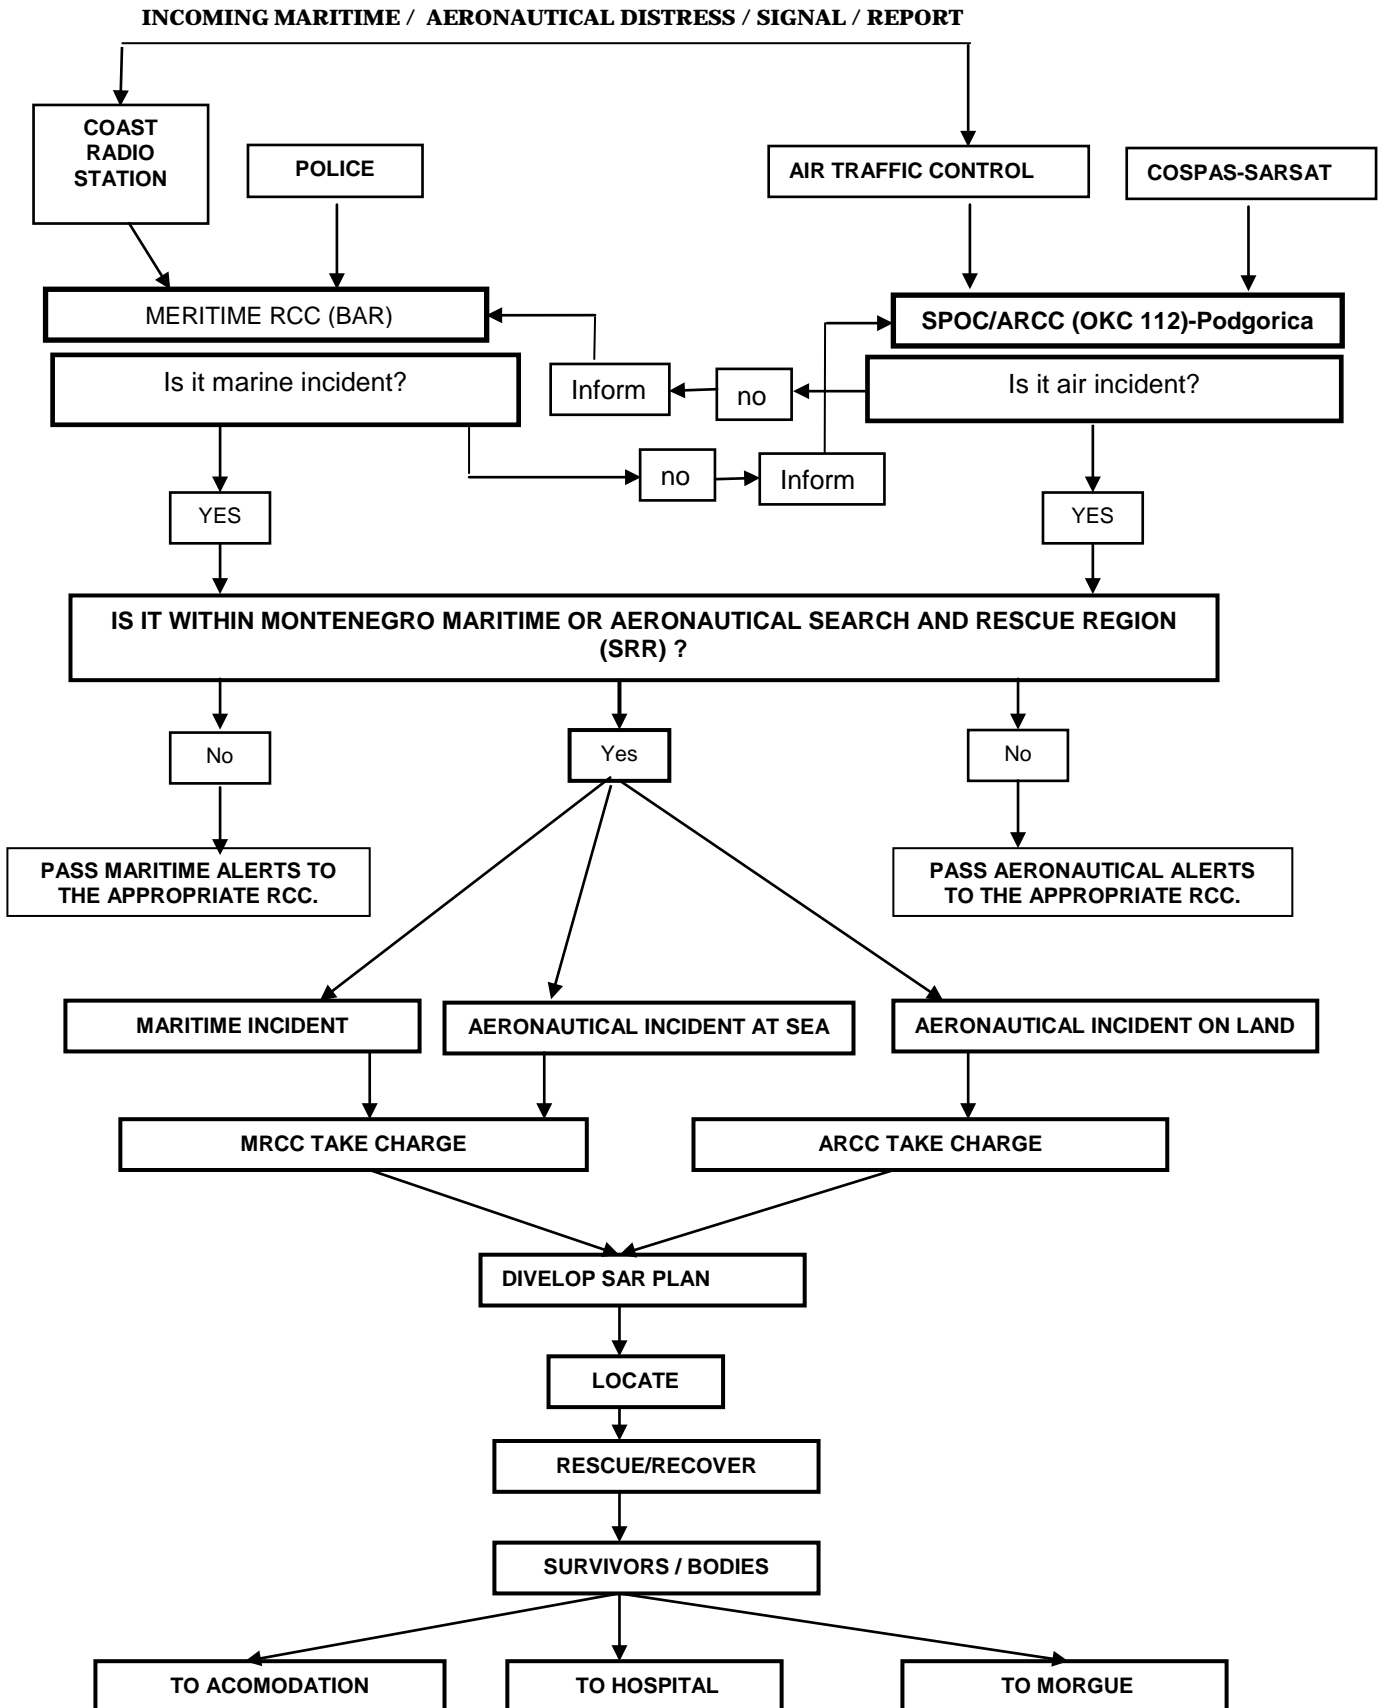 INCOMING MARITIME / AERONAUTICAL DISTRESS / SIGNAL / REPORT
COAST
RADIO
STATION
POLICE
AIR TRAFFIC CONTROL
COSPAS-SARSAT
MERITIME RCC (BAR)
SPOC/ARCC (OKC 112)-Podgorica
Is it marine incident?
Inform
no
Is it air incident?
no
Inform
YES
YES
IS IT WITHIN MONTENEGRO MARITIME OR AERONAUTICAL SEARCH AND RESCUE REGION
(SRR) ?
No
Yes
No
PASS MARITIME ALERTS TO
THE APPROPRIATE RCC.
PASS AERONAUTICAL ALERTS
TO THE APPROPRIATE RCC.
MARITIME INCIDENT
AERONAUTICAL INCIDENT AT SEA
AERONAUTICAL INCIDENT ON LAND
MRCC TAKE CHARGE
ARCC TAKE CHARGE
DIVELOP SAR PLAN
LOCATE
RESCUE/RECOVER
SURVIVORS / BODIES
TO ACOMODATION
TO HOSPITAL
TO MORGUE